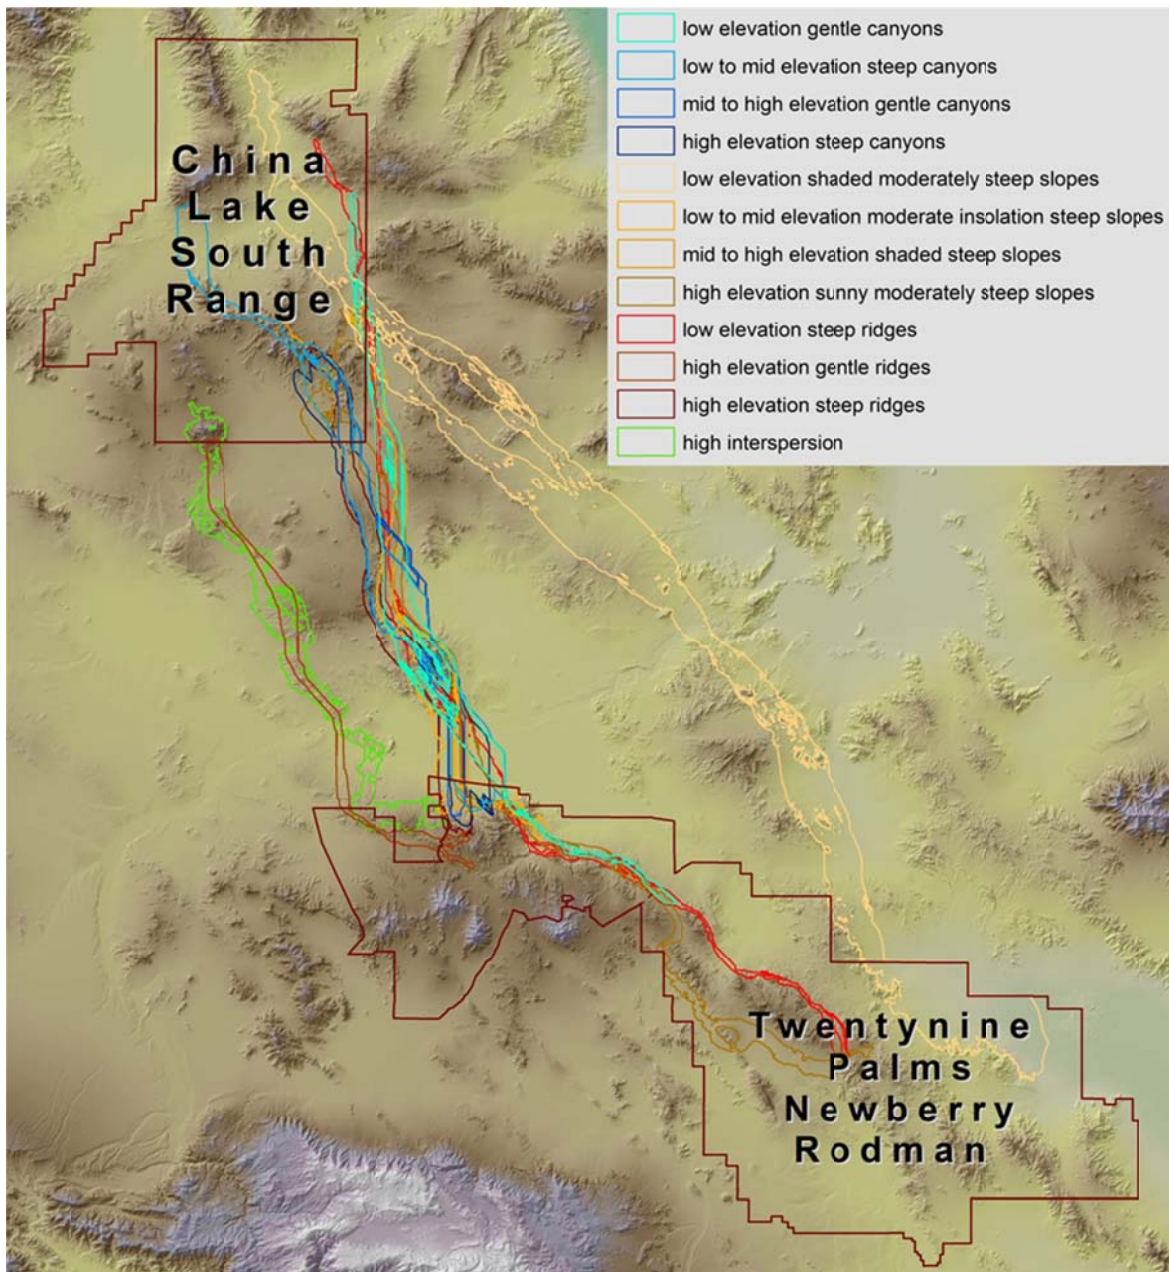 low elevation gentle canyons
low to mid elevation steep canyons
mid to high elevation gentle canyons
high elevation steep canyons
low elevation shaded moderately steep slopes
low to mid elevation moderate insolation steep slopes
mid to high elevation shaded steep slopes
high elevation sunny moderately steep slopes
low elevation steep ridges
high elevation gentle ridges
high elevation steep ridges
high interspersion
China
Lake
South
Range
Twentynine
Palms
Newberry
Rodman